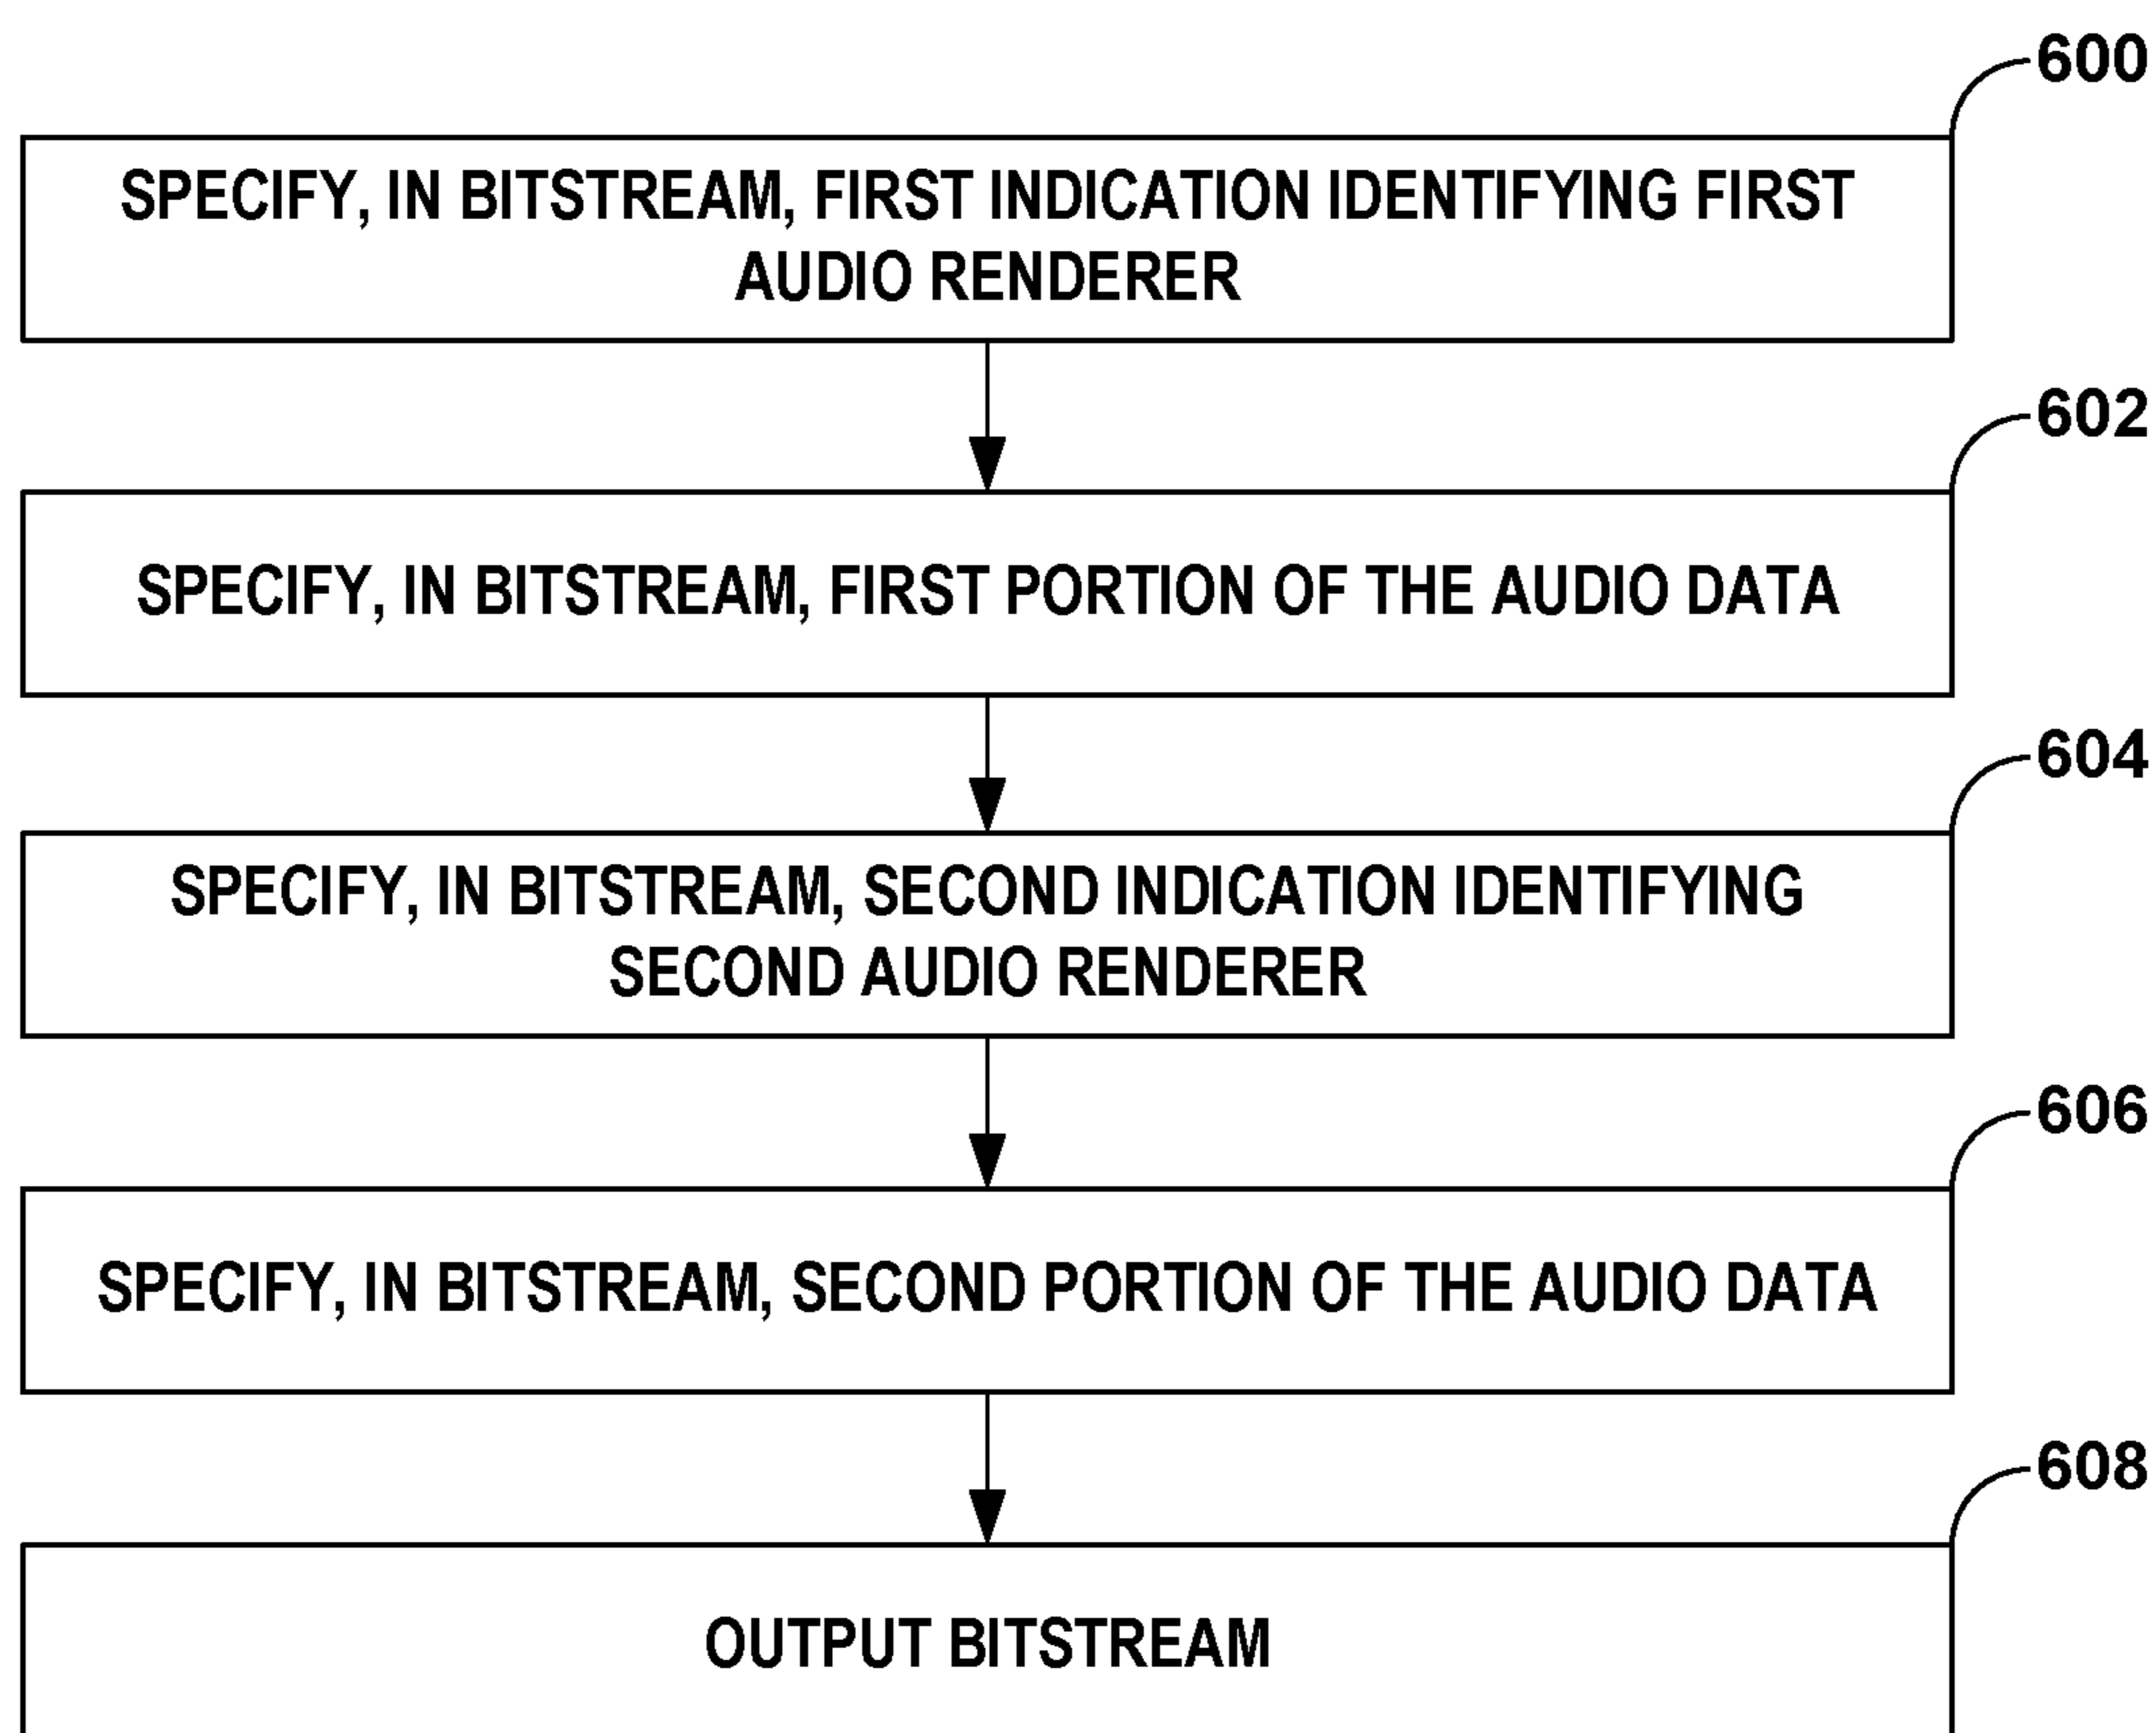 600
SPECIFY, IN BITSTREAM, FIRST INDICATION IDENTIFYING FIRST
AUDIO RENDERER
602
SPECIFY, IN BITSTREAM, FIRST PORTION OF THE AUDIO DATA
604
SPECIFY, IN BITSTREAM, SECOND INDICATION IDENTIFYING
SECOND AUDIO RENDERER
606
SPECIFY, IN BITSTREAM, SECOND PORTION OF THE AUDIO DATA
608
OUTPUT BITSTREAM